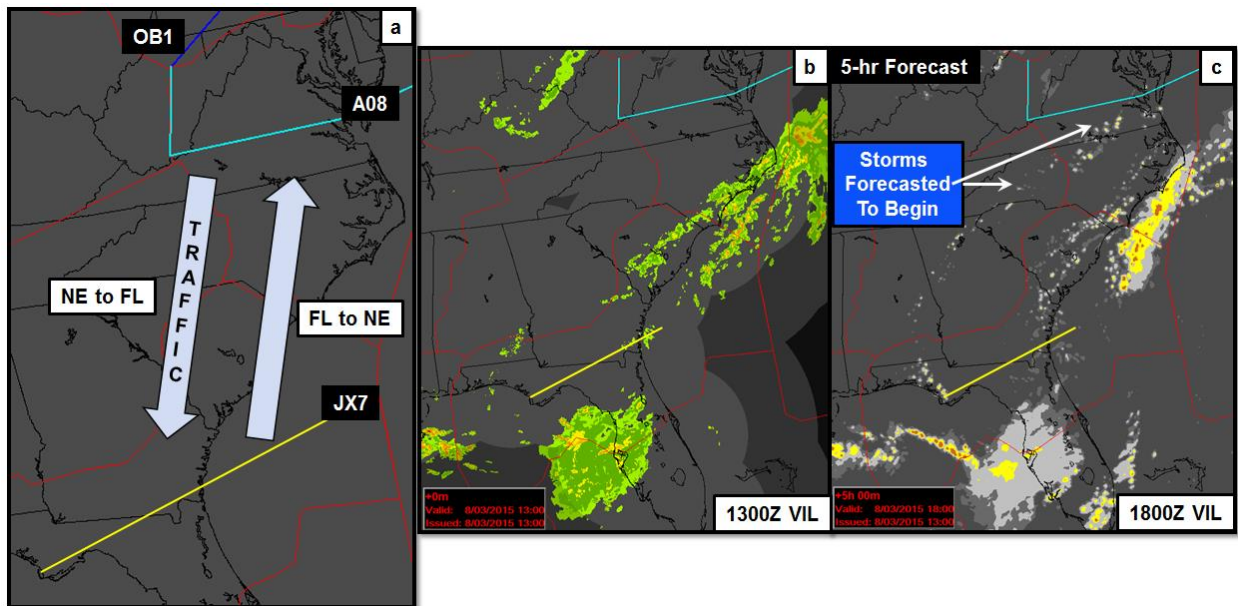 a
OB1
A08
TRAFFIC
NE to FL
FL to NE
JX7
b
+0m
Valid: 8/03/2015 13:00
Issued: 8/03/2015 13:00
1300Z VIL
5-hr Forecast
c
Storms
Forecasted
To Begin
+5h 00m
Valid: 8/03/2015 18:00
Issued: 8/03/2015 13:00
1800Z VIL